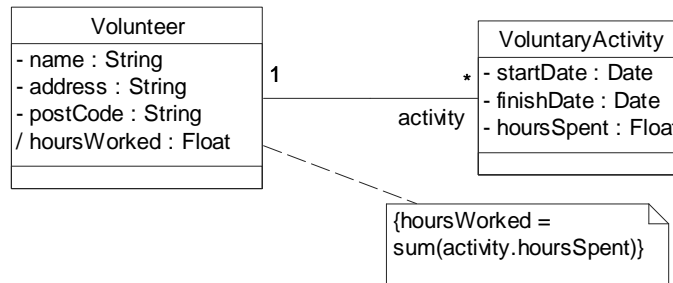 Volunteer
- name : String
- address : String
- postCode : String
/ hoursWorked : Float
1
*
activity
VoluntaryActivity
- startDate : Date
- finishDate : Date
- hoursSpent : Float
{hoursWorked =
sum(activity.hoursSpent)}